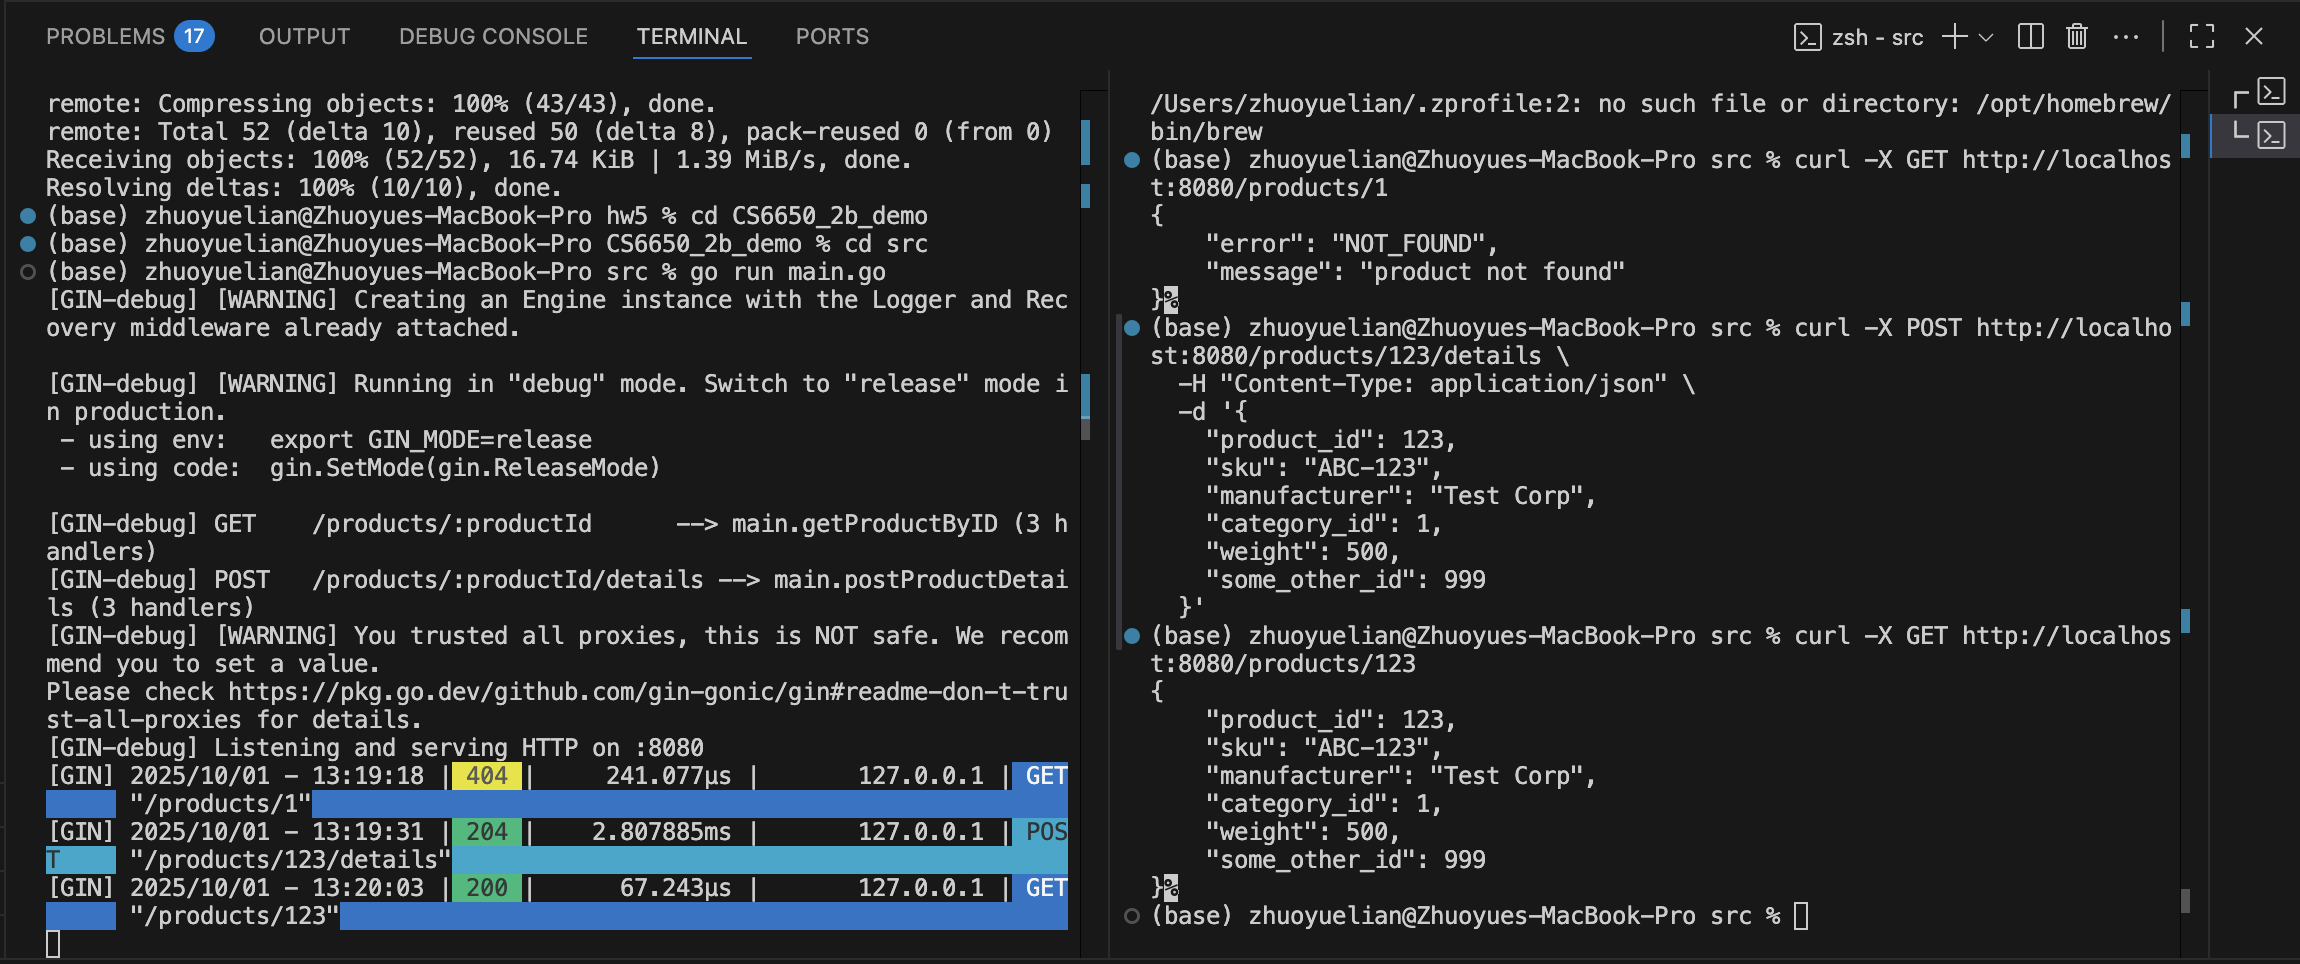 PROBLEMS 17 OUTPUT DEBUG CONSOLE TERMINAL PORTS zsh - src
remote: Compressing objects: 100% (43/43), done.
remote: Total 52 (delta 10), reused 50 (delta 8), pack-reused 0 (from 0)
Receiving objects: 100% (52/52), 16.74 KiB | 1.39 MiB/s, done.
Resolving deltas: 100% (10/10), done.
(base) zhuoyuelian@Zhuoyues-MacBook-Pro hw5 % cd CS6650_2b_demo
(base) zhuoyuelian@Zhuoyues-MacBook-Pro CS6650_2b_demo % cd src
(base) zhuoyuelian@Zhuoyues-MacBook-Pro src % go run main.go
[GIN-debug] [WARNING] Creating an Engine instance with the Logger and Rec
overy middleware already attached.
[GIN-debug] [WARNING] Running in "debug" mode. Switch to "release" mode i
n production.
 - using env:   export GIN_MODE=release
 - using code:  gin.SetMode(gin.ReleaseMode)
[GIN-debug] GET    /products/:productId      --> main.getProductByID (3 h
andlers)
[GIN-debug] POST   /products/:productId/details --> main.postProductDetai
ls (3 handlers)
[GIN-debug] [WARNING] You trusted all proxies, this is NOT safe. We recom
mend you to set a value.
Please check https://pkg.go.dev/github.com/gin-gonic/gin#readme-don-t-tru
st-all-proxies for details.
[GIN-debug] Listening and serving HTTP on :8080
[GIN] 2025/10/01 - 13:19:18 | 404 |     241.077µs |       127.0.0.1 | GET
      "/products/1"
[GIN] 2025/10/01 - 13:19:31 | 204 |    2.807885ms |       127.0.0.1 | POS
T     "/products/123/details"
[GIN] 2025/10/01 - 13:20:03 | 200 |      67.243µs |       127.0.0.1 | GET
      "/products/123"
/Users/zhuoyuelian/.zprofile:2: no such file or directory: /opt/homebrew/
bin/brew
(base) zhuoyuelian@Zhuoyues-MacBook-Pro src % curl -X GET http://localhos
t:8080/products/1
{
    "error": "NOT_FOUND",
    "message": "product not found"
}%
(base) zhuoyuelian@Zhuoyues-MacBook-Pro src % curl -X POST http://localho
st:8080/products/123/details \
  -H "Content-Type: application/json" \
  -d '{
    "product_id": 123,
    "sku": "ABC-123",
    "manufacturer": "Test Corp",
    "category_id": 1,
    "weight": 500,
    "some_other_id": 999
  }'
(base) zhuoyuelian@Zhuoyues-MacBook-Pro src % curl -X GET http://localhos
t:8080/products/123
{
    "product_id": 123,
    "sku": "ABC-123",
    "manufacturer": "Test Corp",
    "category_id": 1,
    "weight": 500,
    "some_other_id": 999
}%
(base) zhuoyuelian@Zhuoyues-MacBook-Pro src %